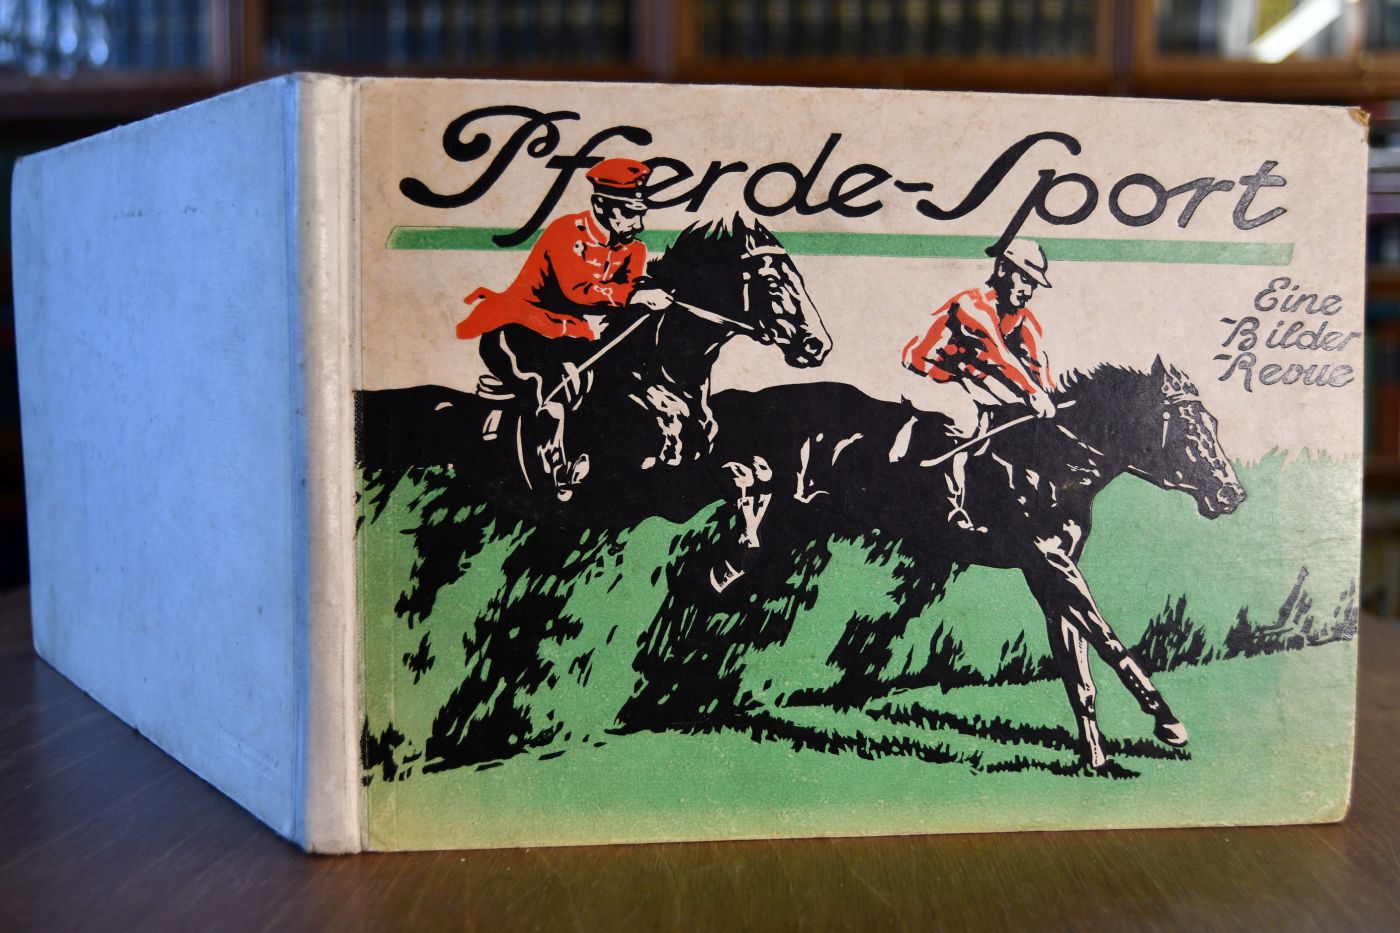 Pferde-Sport
Eine
Bilder
-Revue